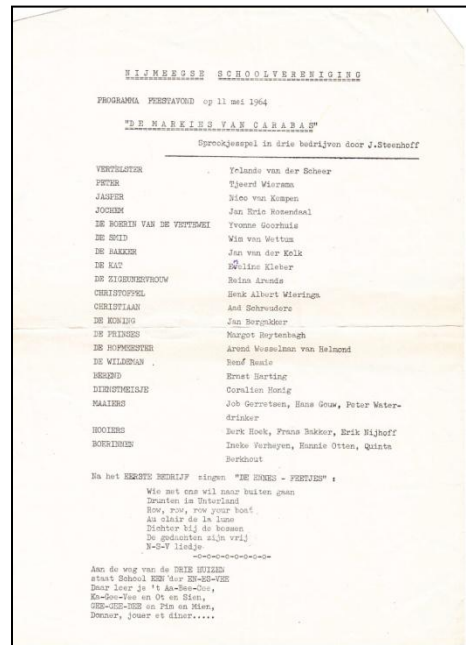 NIJMEEGSE SCHOOLVERENIGING
PROGRAMMA FEESTAVOND op 11 mei 1964
"DE MARKIES VAN CARABAS"
Sprookjesspel in drie bedrijven door J.Steenhoff
VERTELSTER Yolande van der Scheer
PETER Tjeerd Wiersma
JASPER Nico van Kempen
JOCHEM Jan Eric Rozendaal
DE BOERIN VAN DE VETTEWEI Yvonne Goorhuis
DE SMID Wim van Wettum
DE BAKKER Jan van der Kolk
DE KAT Eveline Kleber
DE ZIGEUNERVROUW Reina Arends
CHRISTOFFEL Henk Albert Wieringa
CHRISTIAAN Aad Schreuders
DE KONING Jan Bergakker
DE PRINSES Margot Heytenbagh
DE HOFMEESTER Arend Wesselman van Helmond
DE WILDEMAN René Resie
BEREND Ernst Harting
DIENSTMEISJE Coralien Honig
MAAIERS Job Gerretsen, Hans Gouw, Peter Water-
drinker
HOOIERS Berk Hoek, Frans Bakker, Erik Nijhoff
BOERINNEN Ineke Verheyen, Hannie Otten, Quinta
Berkhout
Na het EERSTE BEDRIJF zingen "DE ENNES - FEETJES" :
Wie met ons wil naar buiten gaan
Drunten im Unterland
Row, row, row your boat
Au clair de la lune
Dichter bij de bossen
De gedachten zijn vrij
N-S-V liedje
-o-o-o-o-o-o-o-
Aan de weg van de DRIE HUIZEN
staat School EEN der EN-ES-VEE
Daar leer je 't Aa-Bee-Cee,
Ka-Gee-Vee en Ot en Sien,
GEE-GEE-DEE en Pim en Mien,
Donner, jouer et diner.....